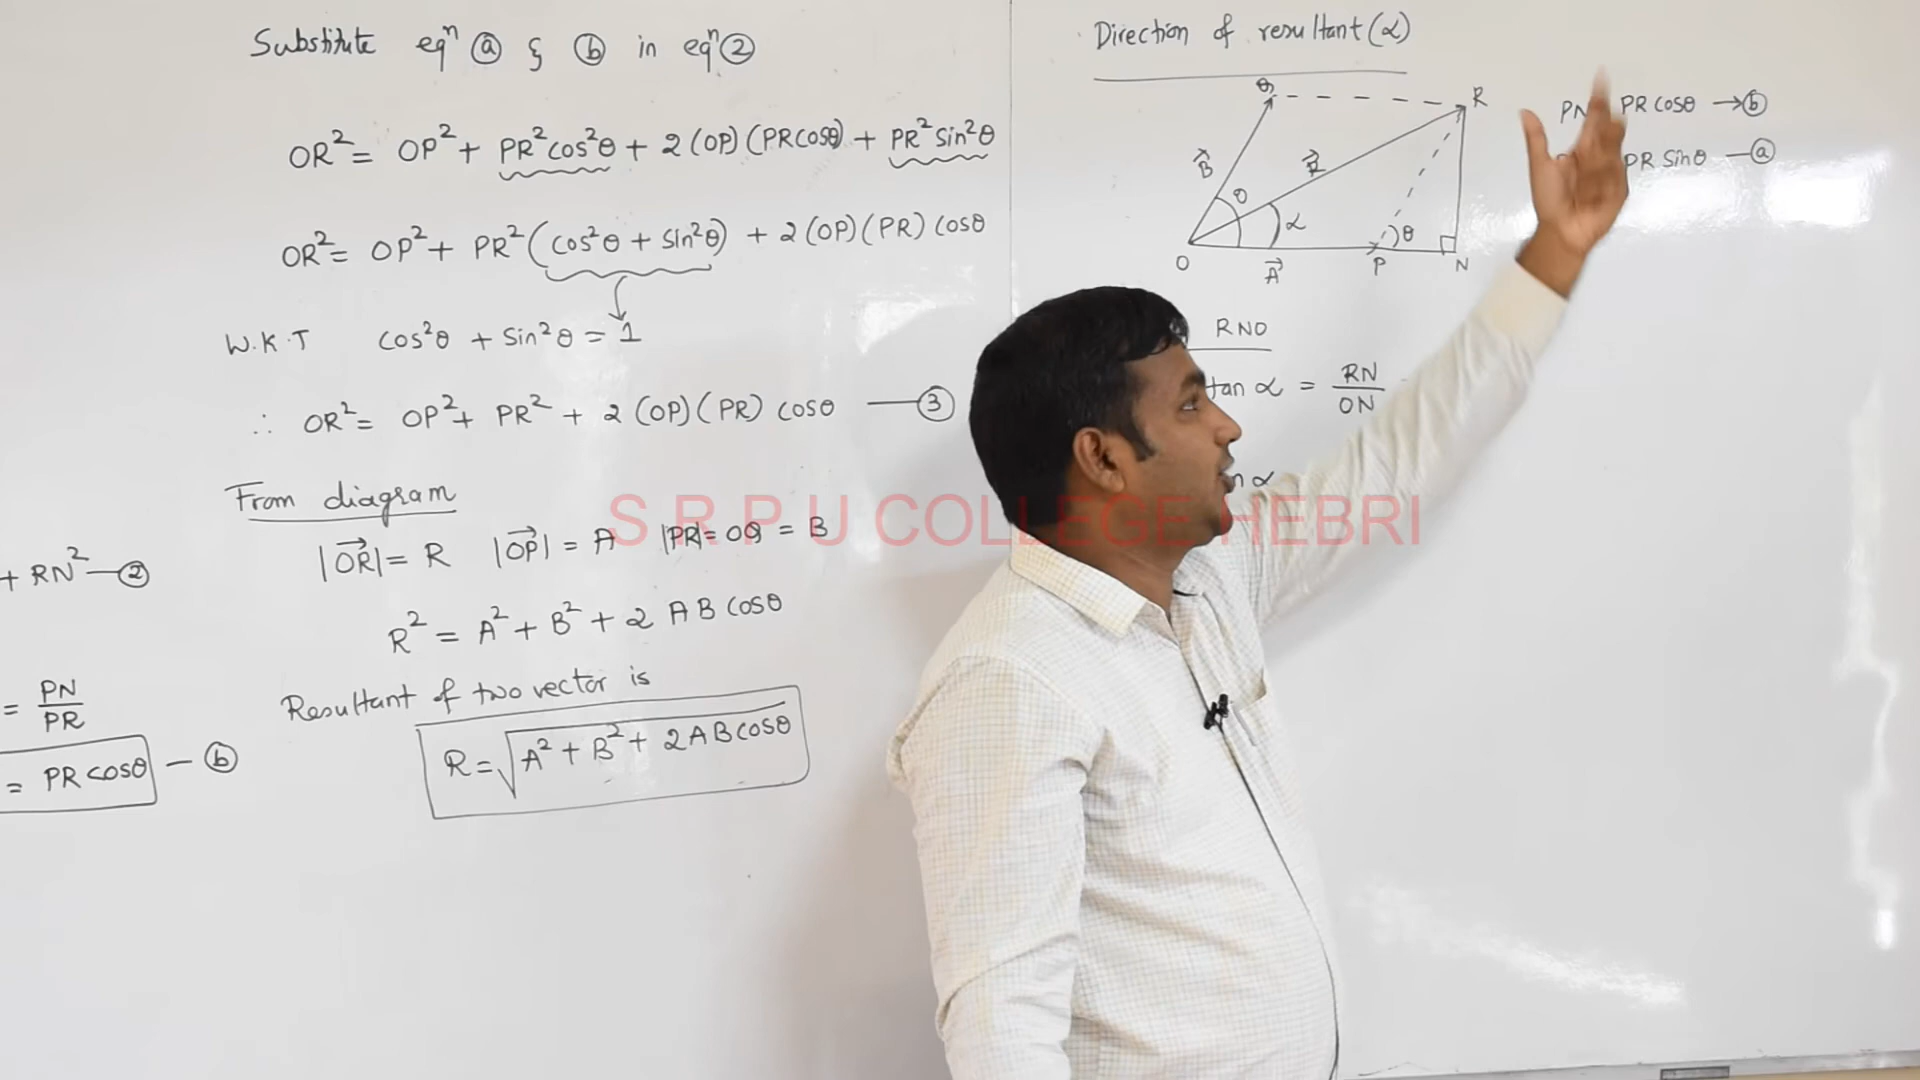 Substitute eqⁿ ⓐ & ⓑ in eqⁿ ②
OR² = OP² + PR²cos²θ + 2(OP)(PRcosθ) + PR²sin²θ
OR² = OP² + PR²(cos²θ + sin²θ) + 2(OP)(PR)cosθ
W.K.T cos²θ + sin²θ = 1
∴ OR² = OP² + PR² + 2(OP)(PR) cosθ —③
From diagram
|OR⃗| = R |OP⃗| = A |PR| = OQ = B
R² = A² + B² + 2ABcosθ
Resultant of two vector is
R = √(A² + B² + 2ABcosθ)
+ RN² —②
= PN/PR
= PRcosθ — ⓑ
Direction of resultant (α)
Q
R
B⃗
R⃗
θ
α
θ
O
A⃗
P
N
PN PRcosθ → ⓑ
PR sinθ — ⓐ
RNO
tan α = RN/ON
α
S R P U COLLEGE HEBRI